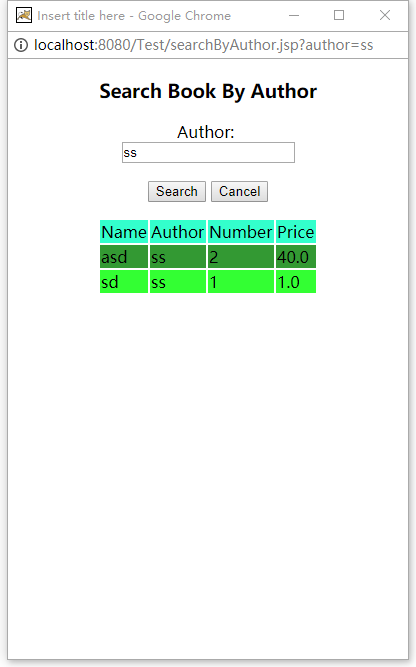 Insert title here - Google Chrome
localhost:8080/Test/searchByAuthor.jsp?author=ss
Search Book By Author
Author:
ss
Search Cancel
Name Author Number Price
asd ss 2 40.0
sd ss 1 1.0